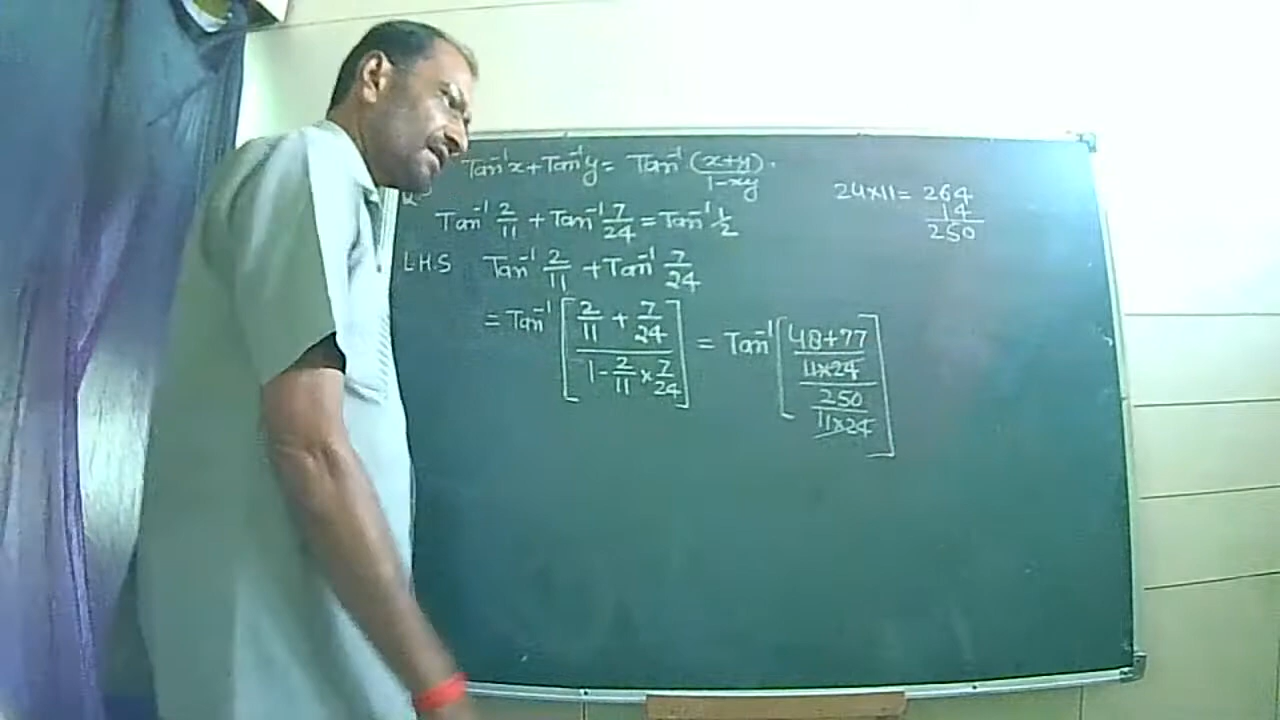 Tan⁻¹x + Tan⁻¹y = Tan⁻¹ (x+y)/(1-xy).
Tan⁻¹ 2/11 + Tan⁻¹ 7/24 = Tan⁻¹ 1/2
L.H.S Tan⁻¹ 2/11 + Tan⁻¹ 7/24
= Tan⁻¹ [(2/11 + 7/24)/(1 - 2/11 × 7/24)] = Tan⁻¹ [((48+77)/(11×24))/(250/(11×24))]
24×11 = 264
14
250